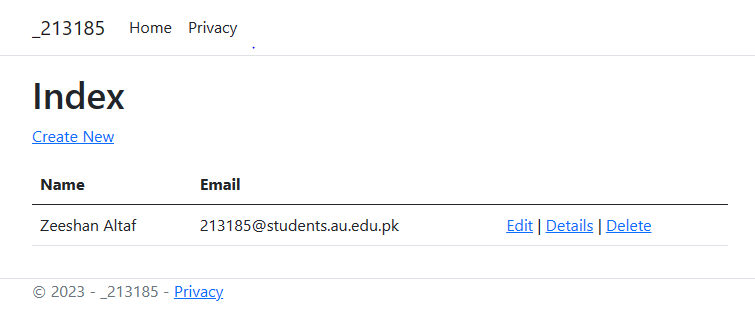 _213185 Home Privacy
Index
Create New
Name Email
Zeeshan Altaf 213185@students.au.edu.pk Edit | Details | Delete
© 2023 - _213185 - Privacy